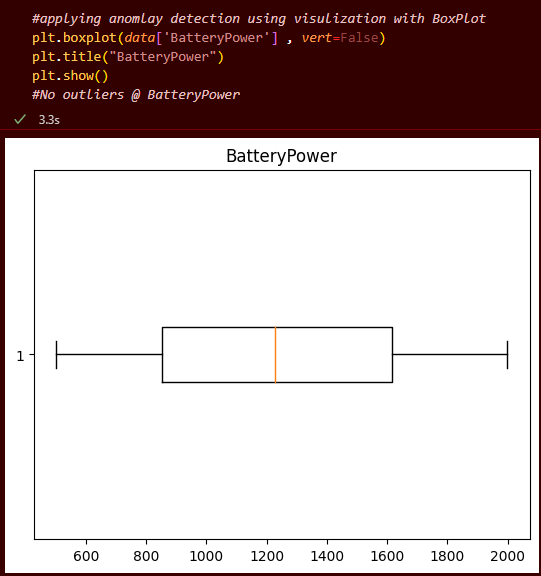 #applying anomlay detection using visulization with BoxPlot
plt.boxplot(data['BatteryPower'] , vert=False)
plt.title("BatteryPower")
plt.show()
#No outliers @ BatteryPower
3.3s
BatteryPower
1
600 800 1000 1200 1400 1600 1800 2000